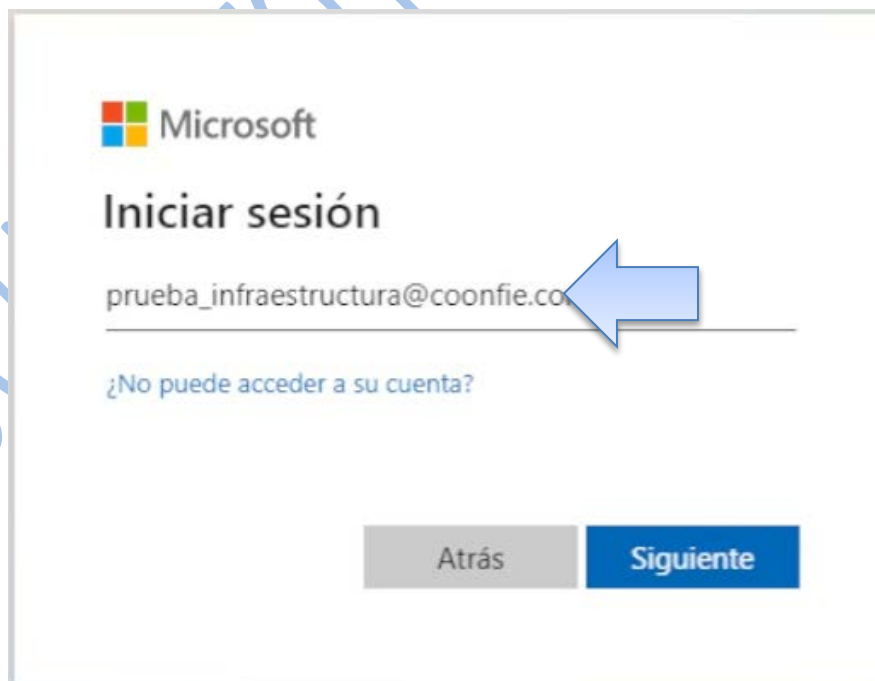 Microsoft
Iniciar sesión
prueba_infraestructura@coonfie.co
¿No puede acceder a su cuenta?
Atrás
Siguiente